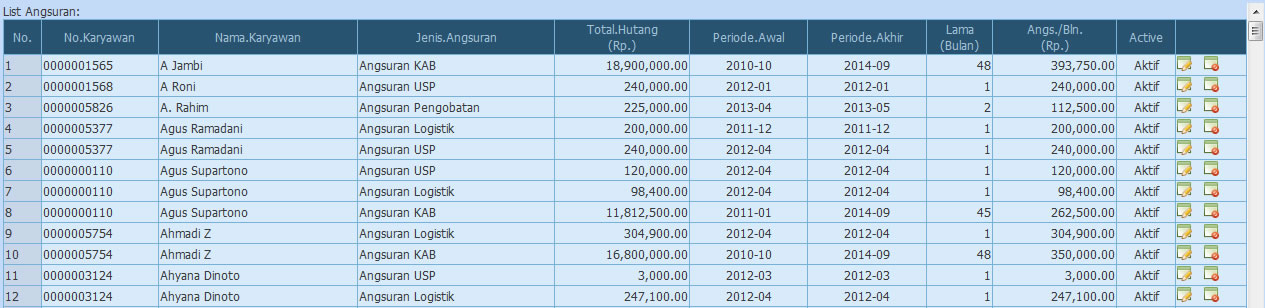 List Angsuran:
No. No.Karyawan Nama.Karyawan Jenis.Angsuran Total.Hutang (Rp.) Periode.Awal Periode.Akhir Lama (Bulan) Angs./Bln. (Rp.) Active
1 0000001565 A Jambi Angsuran KAB 18,900,000.00 2010-10 2014-09 48 393,750.00 Aktif
2 0000001568 A Roni Angsuran USP 240,000.00 2012-01 2012-01 1 240,000.00 Aktif
3 0000005826 A. Rahim Angsuran Pengobatan 225,000.00 2013-04 2013-05 2 112,500.00 Aktif
4 0000005377 Agus Ramadani Angsuran Logistik 200,000.00 2011-12 2011-12 1 200,000.00 Aktif
5 0000005377 Agus Ramadani Angsuran USP 240,000.00 2012-04 2012-04 1 240,000.00 Aktif
6 0000000110 Agus Supartono Angsuran USP 120,000.00 2012-04 2012-04 1 120,000.00 Aktif
7 0000000110 Agus Supartono Angsuran Logistik 98,400.00 2012-04 2012-04 1 98,400.00 Aktif
8 0000000110 Agus Supartono Angsuran KAB 11,812,500.00 2011-01 2014-09 45 262,500.00 Aktif
9 0000005754 Ahmadi Z Angsuran Logistik 304,900.00 2012-04 2012-04 1 304,900.00 Aktif
10 0000005754 Ahmadi Z Angsuran KAB 16,800,000.00 2010-10 2014-09 48 350,000.00 Aktif
11 0000003124 Ahyana Dinoto Angsuran USP 3,000.00 2012-03 2012-03 1 3,000.00 Aktif
12 0000003124 Ahyana Dinoto Angsuran Logistik 247,100.00 2012-04 2012-04 1 247,100.00 Aktif